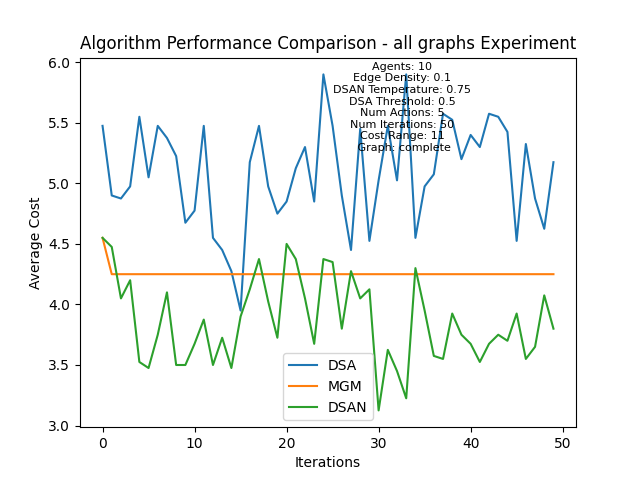 Algorithm Performance Comparison - all graphs Experiment
Agents: 10
Edge Density: 0.1
DSAN Temperature: 0.75
DSA Threshold: 0.5
Num Actions: 5
Num Iterations: 50
Cost Range: 11
Graph: complete
6.0
5.5
5.0
4.5
4.0
3.5
3.0
Average Cost
DSA
MGM
DSAN
0 10 20 30 40 50
Iterations